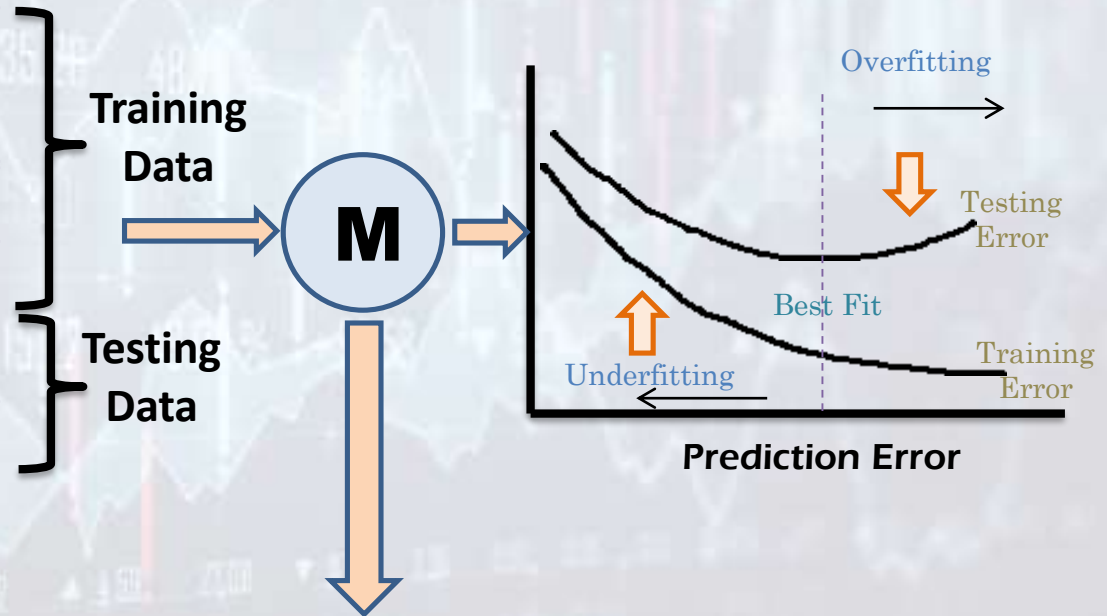 Training
Data
Testing
Data
M
Overfitting
Testing
Error
Best Fit
Underfitting
Training
Error
Prediction Error